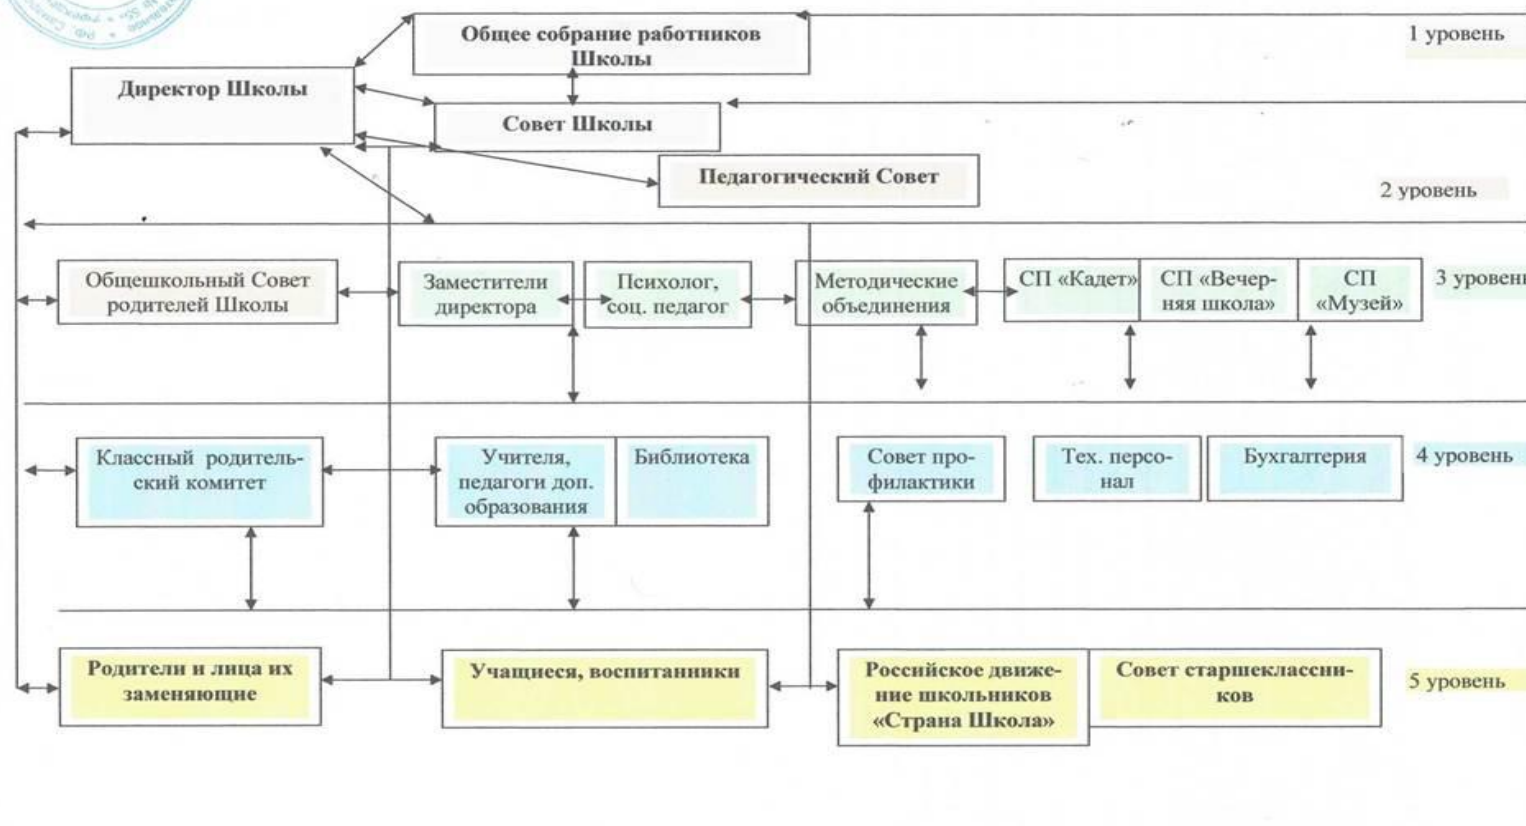 Общее собрание работников
Школы
1 уровень
Директор Школы
Совет Школы
Педагогический Совет
2 уровень
Общешкольный Совет
родителей Школы
Заместители
директора
Психолог,
соц. педагог
Методические
объединения
СП «Кадет»
СП «Вечер-
няя школа»
СП
«Музей»
3 уровень
Классный родитель-
ский комитет
Учителя,
педагоги доп.
образования
Библиотека
Совет про-
филактики
Тех. персо-
нал
Бухгалтерия
4 уровень
Родители и лица их
заменяющие
Учащиеся, воспитанники
Российское движе-
ние школьников
«Страна Школа»
Совет старшеклассни-
ков
5 уровень